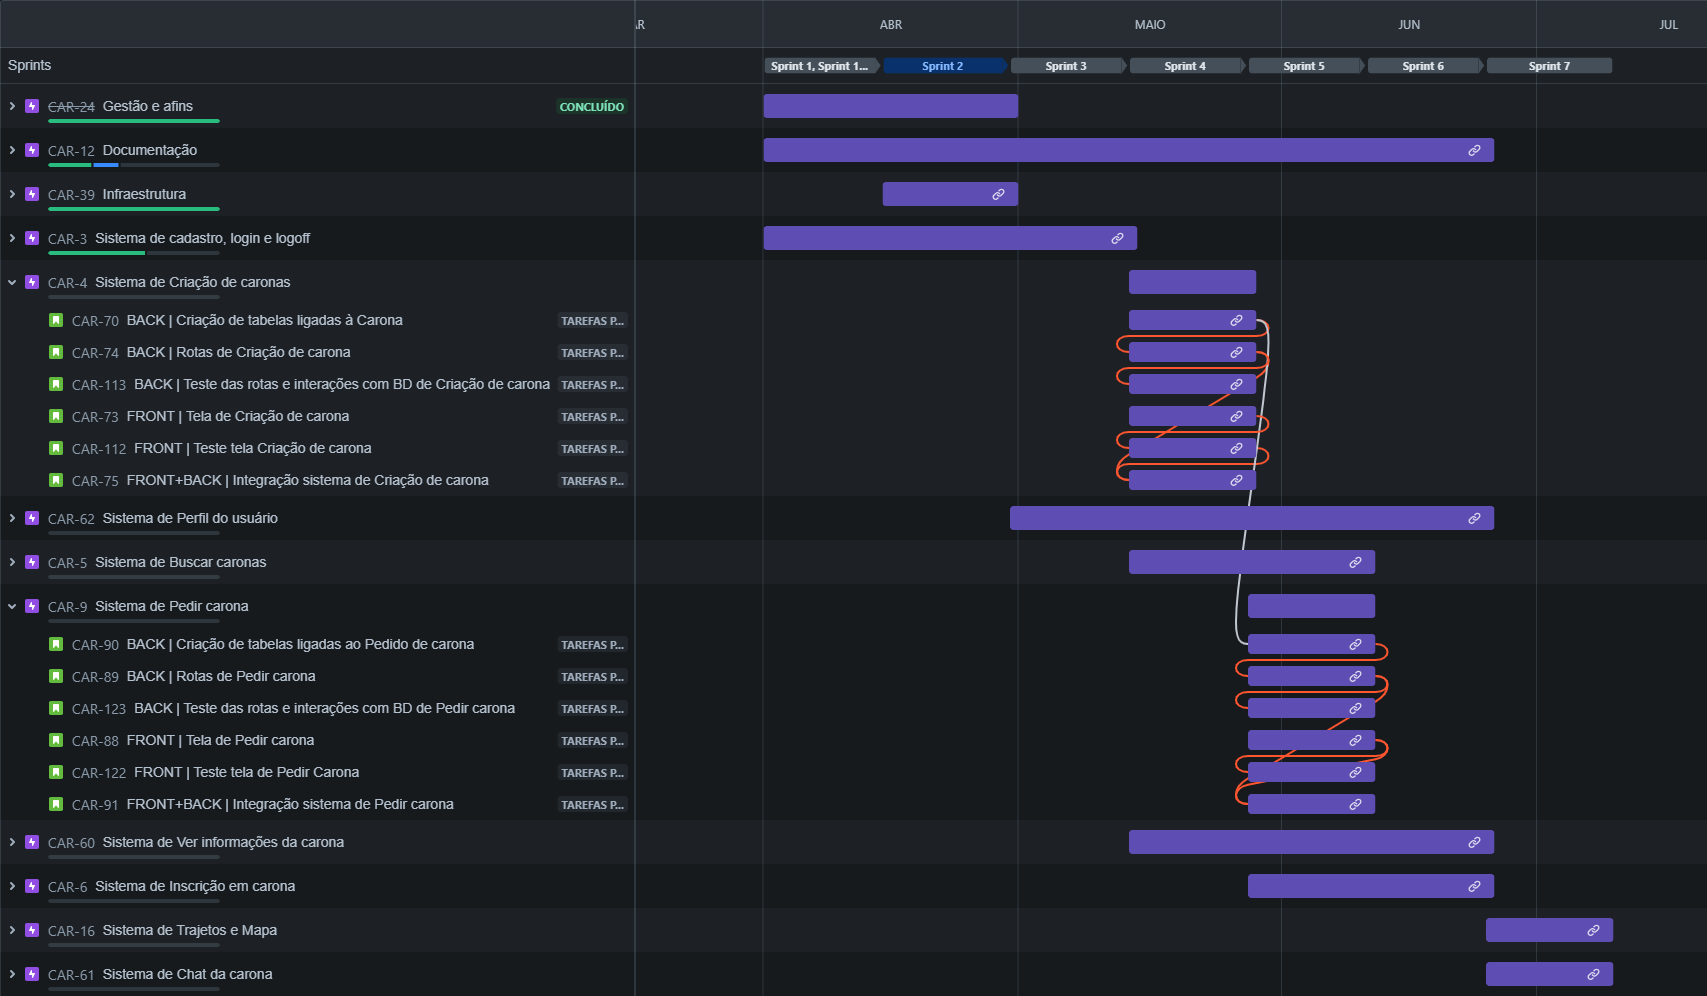 ABR
MAIO
JUN
JUL
Sprints
Sprint 1, Sprint 1...
Sprint 2
Sprint 3
Sprint 4
Sprint 5
Sprint 6
Sprint 7
CAR-24 Gestão e afins CONCLUÍDO
CAR-12 Documentação
CAR-39 Infraestrutura
CAR-3 Sistema de cadastro, login e logoff
CAR-4 Sistema de Criação de caronas
CAR-70 BACK | Criação de tabelas ligadas à Carona TAREFAS P...
CAR-74 BACK | Rotas de Criação de carona TAREFAS P...
CAR-113 BACK | Teste das rotas e interações com BD de Criação de carona TAREFAS P...
CAR-73 FRONT | Tela de Criação de carona TAREFAS P...
CAR-112 FRONT | Teste tela Criação de carona TAREFAS P...
CAR-75 FRONT+BACK | Integração sistema de Criação de carona TAREFAS P...
CAR-62 Sistema de Perfil do usuário
CAR-5 Sistema de Buscar caronas
CAR-9 Sistema de Pedir carona
CAR-90 BACK | Criação de tabelas ligadas ao Pedido de carona TAREFAS P...
CAR-89 BACK | Rotas de Pedir carona TAREFAS P...
CAR-123 BACK | Teste das rotas e interações com BD de Pedir carona TAREFAS P...
CAR-88 FRONT | Tela de Pedir carona TAREFAS P...
CAR-122 FRONT | Teste tela de Pedir Carona TAREFAS P...
CAR-91 FRONT+BACK | Integração sistema de Pedir carona TAREFAS P...
CAR-60 Sistema de Ver informações da carona
CAR-6 Sistema de Inscrição em carona
CAR-16 Sistema de Trajetos e Mapa
CAR-61 Sistema de Chat da carona